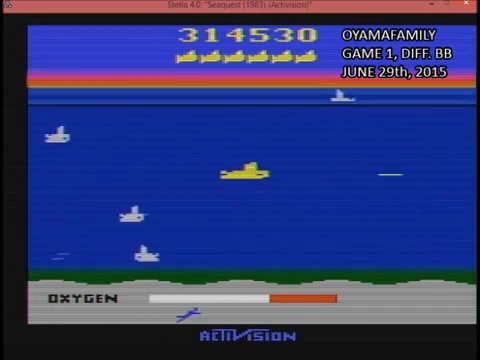 Stella 4.0: "Seaquest (1983) (Activision)"
314530
OYAMAFAMILY
GAME 1, DIFF. BB
JUNE 29th, 2015
OXYGEN
ACTIVISION